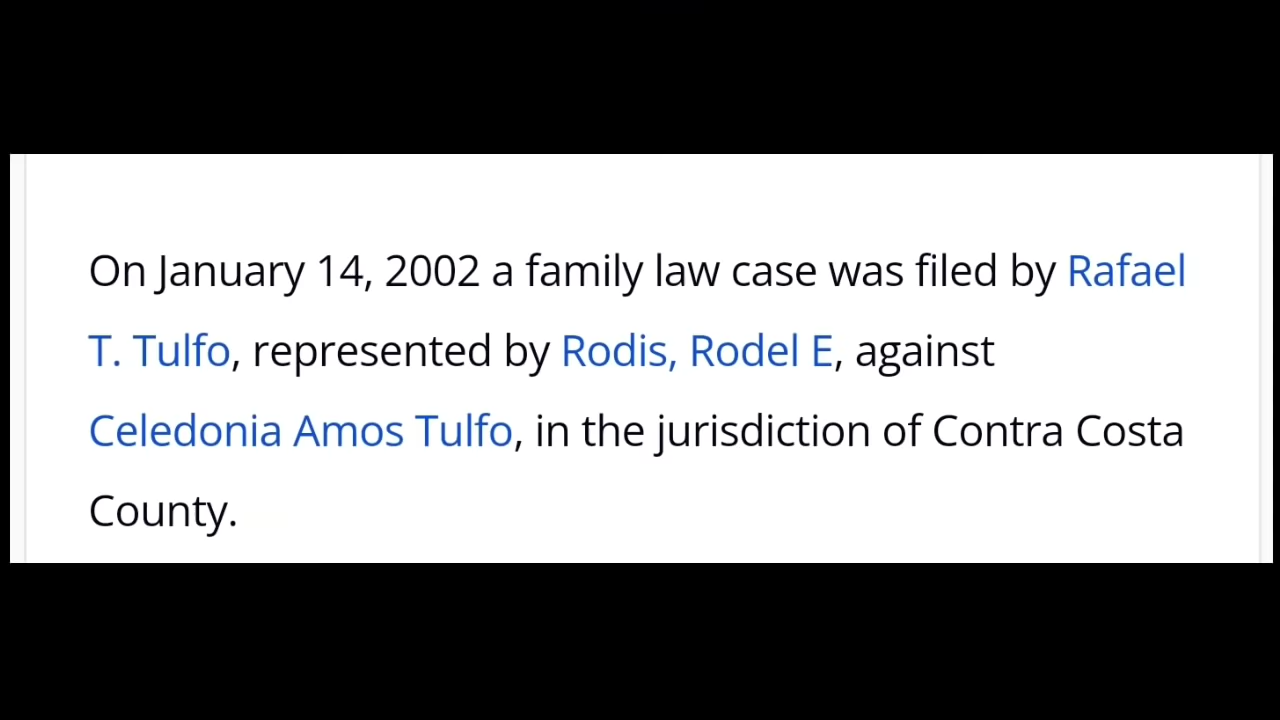 On January 14, 2002 a family law case was filed by Rafael
T. Tulfo, represented by Rodis, Rodel E, against
Celedonia Amos Tulfo, in the jurisdiction of Contra Costa
County.